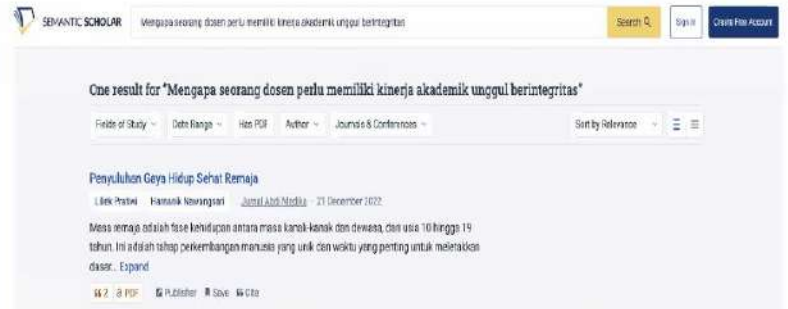 SEMANTIC SCHOLAR Mengapa seorang dosen perlu memiliki kinerja akademik unggul berintegritas Search Sign In Create Free Account
One result for "Mengapa seorang dosen perlu memiliki kinerja akademik unggul berintegritas"
Fields of Study Date Range Has PDF Author Journals & Conferences Sort by Relevance
Penyuluhan Gaya Hidup Sehat Remaja
Lilek Pratiwi Hamanik Nawangsari Jurnal Abdi Medika 21 December 2022
Masa remaja adalah fase kehidupan antara masa kanak-kanak dan dewasa, dan usia 10 hingga 19
tahun. Ini adalah tahap perkembangan manusia yang unik dan waktu yang penting untuk meletakkan
dasar... Expand
2 PDF Publisher Save Cite